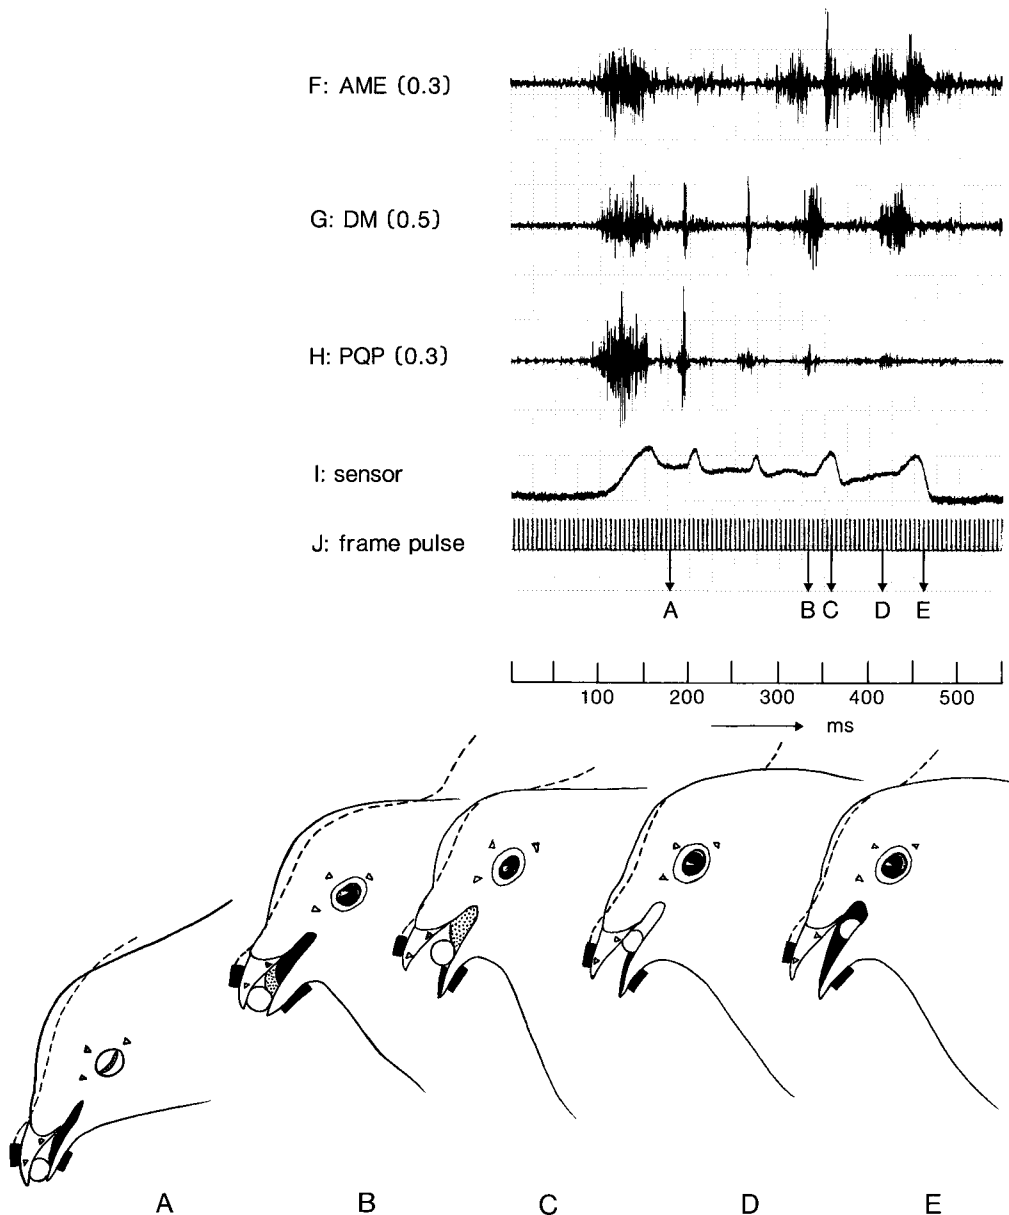 F: AME (0.3)
G: DM (0.5)
H: PQP (0.3)
I: sensor
J: frame pulse
A B C D E
100 200 300 400 500
ms
A B C D E